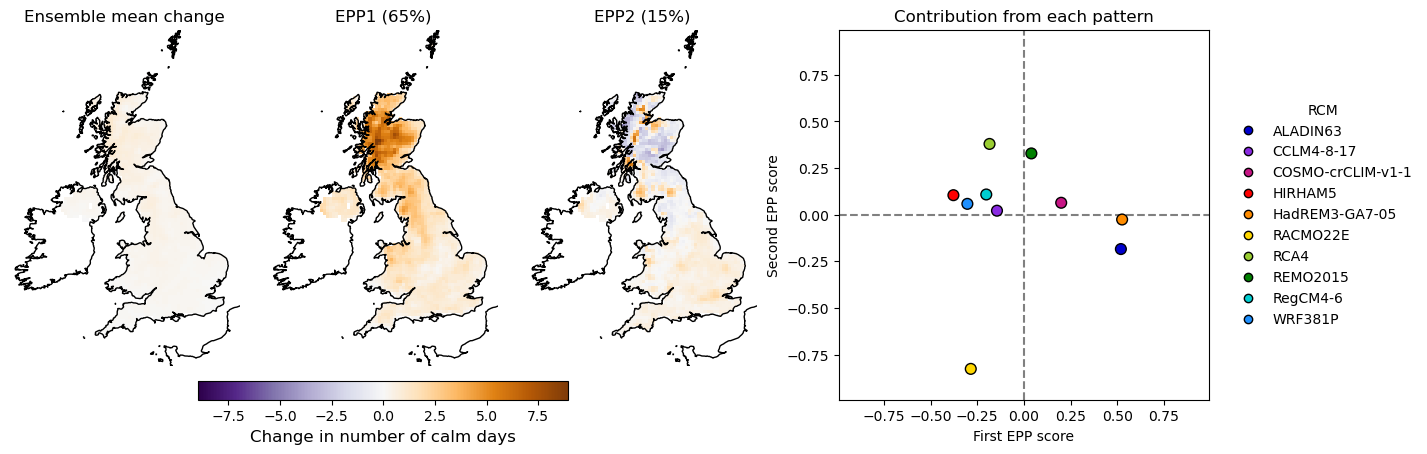 Ensemble mean change
EPP1 (65%)
EPP2 (15%)
Contribution from each pattern
−7.5 −5.0 −2.5 0.0 2.5 5.0 7.5
Change in number of calm days
Second EPP score
0.75
0.50
0.25
0.00
−0.25
−0.50
−0.75
−0.75 −0.50 −0.25 0.00 0.25 0.50 0.75
First EPP score
RCM
ALADIN63
CCLM4-8-17
COSMO-crCLIM-v1-1
HIRHAM5
HadREM3-GA7-05
RACMO22E
RCA4
REMO2015
RegCM4-6
WRF381P